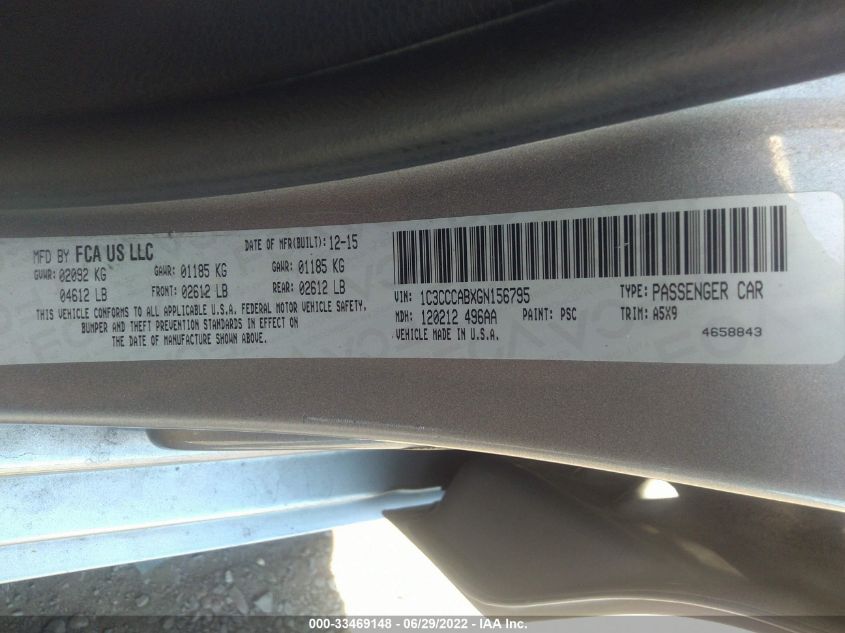 MFD BY FCA US LLC
DATE OF MFR(BUILT): 12-15
GVWR: 02092 KG
GAWR: 01185 KG
GAWR: 01185 KG
04612 LB
FRONT: 02612 LB
REAR: 02612 LB
THIS VEHICLE CONFORMS TO ALL APPLICABLE U.S.A. FEDERAL MOTOR VEHICLE SAFETY,
BUMPER AND THEFT PREVENTION STANDARDS IN EFFECT ON
THE DATE OF MANUFACTURE SHOWN ABOVE.
VIN: 1C3CCCABXGN156795
TYPE: PASSENGER CAR
MDH: 120212 496AA
PAINT: PSC
TRIM: A5X9
VEHICLE MADE IN U.S.A.
4658843
000-33469148 - 06/29/2022 - IAA Inc.